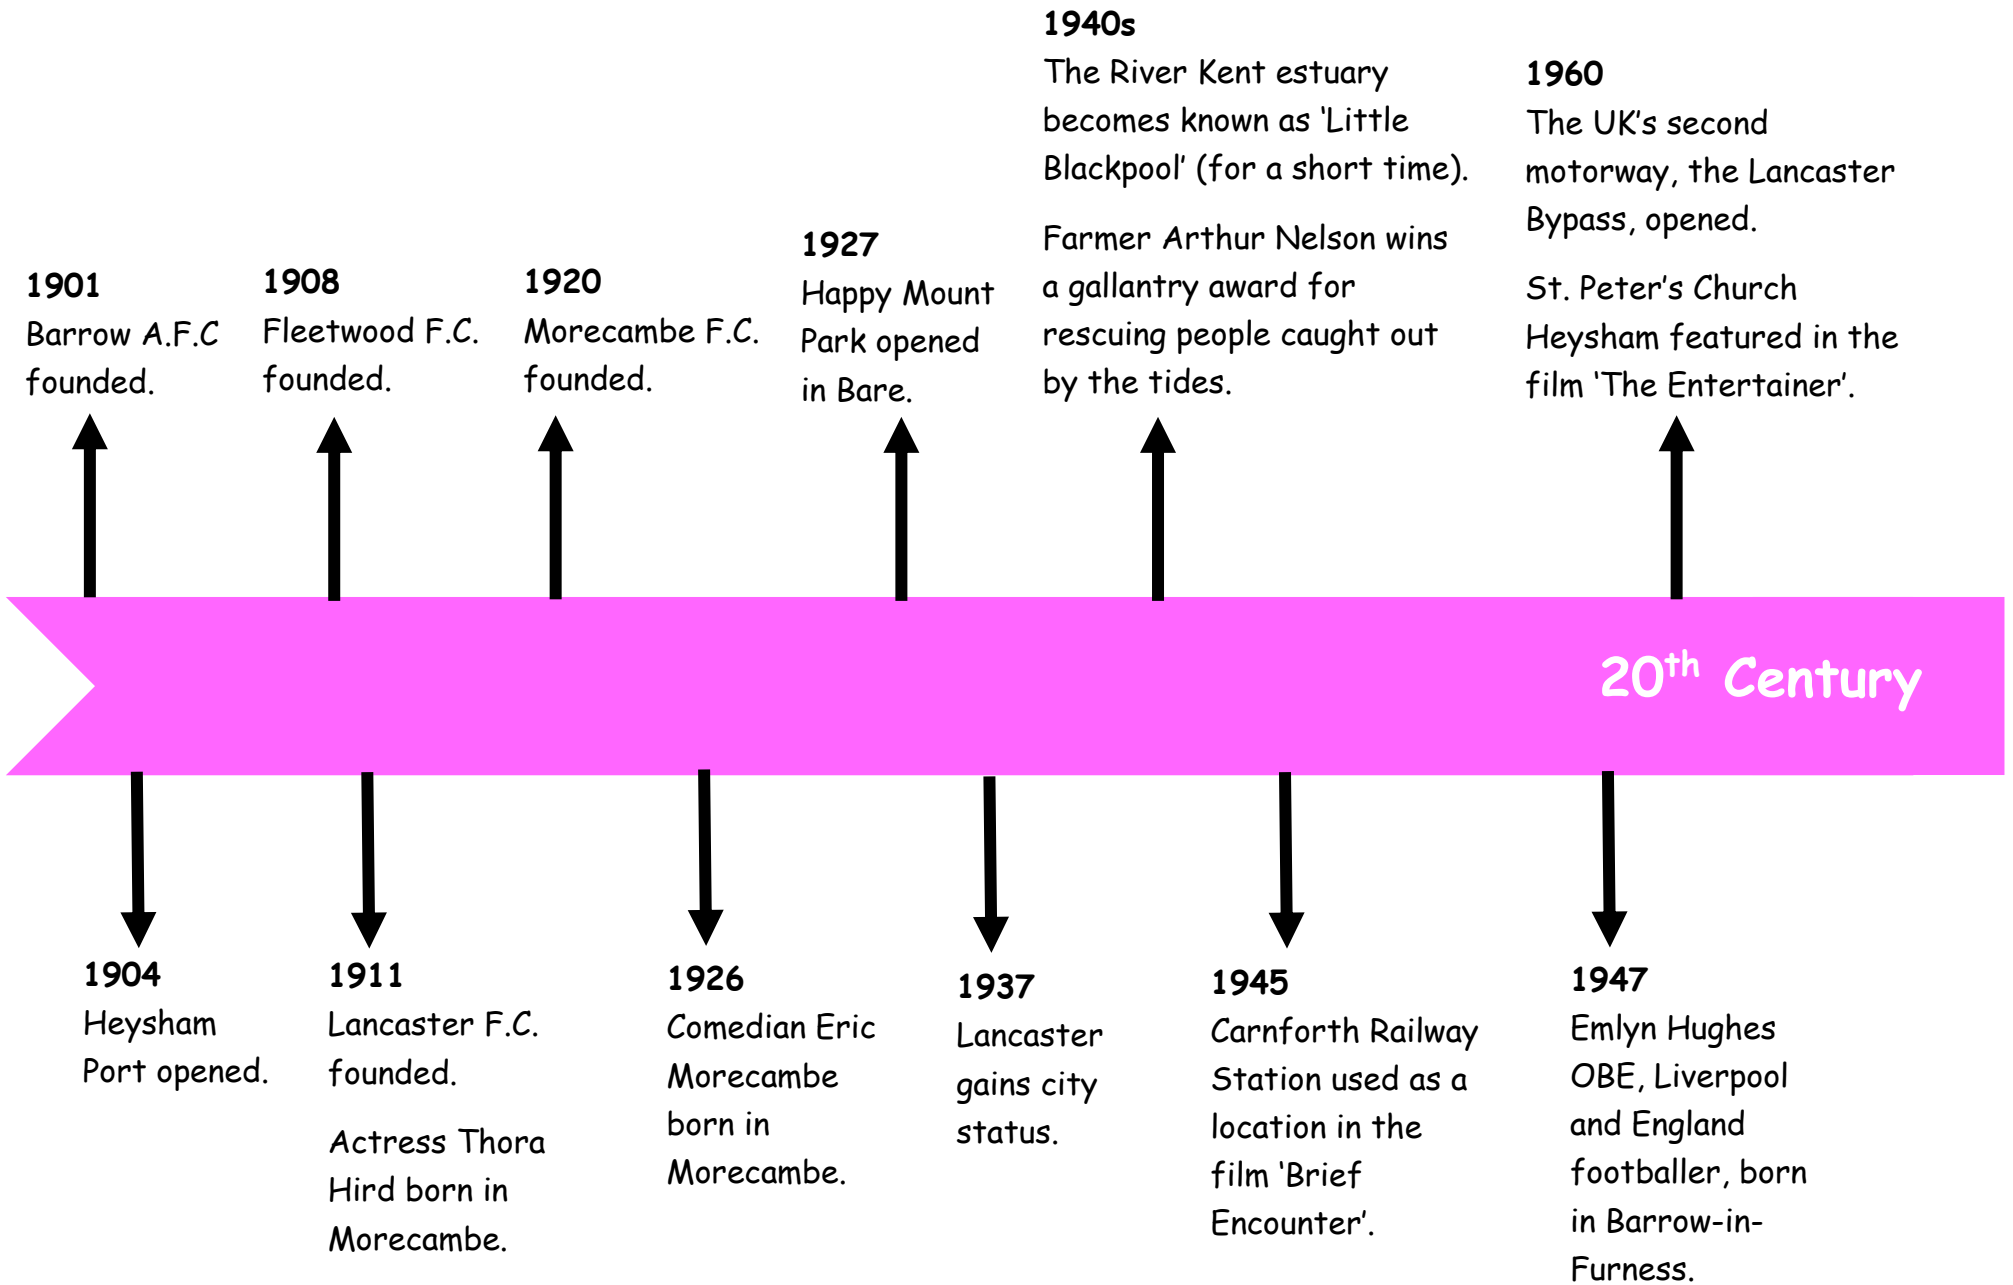 1940s
The River Kent estuary
becomes known as ‘Little
Blackpool’ (for a short time).
Farmer Arthur Nelson wins
a gallantry award for
rescuing people caught out
by the tides.
1960
The UK’s second
motorway, the Lancaster
Bypass, opened.
St. Peter’s Church
Heysham featured in the
film ‘The Entertainer’.
1901
Barrow A.F.C
founded.
1908
Fleetwood F.C.
founded.
1920
Morecambe F.C.
founded.
1927
Happy Mount
Park opened
in Bare.
20th Century
1904
Heysham
Port opened.
1911
Lancaster F.C.
founded.
Actress Thora
Hird born in
Morecambe.
1926
Comedian Eric
Morecambe
born in
Morecambe.
1937
Lancaster
gains city
status.
1945
Carnforth Railway
Station used as a
location in the
film ‘Brief
Encounter’.
1947
Emlyn Hughes
OBE, Liverpool
and England
footballer, born
in Barrow-in-
Furness.